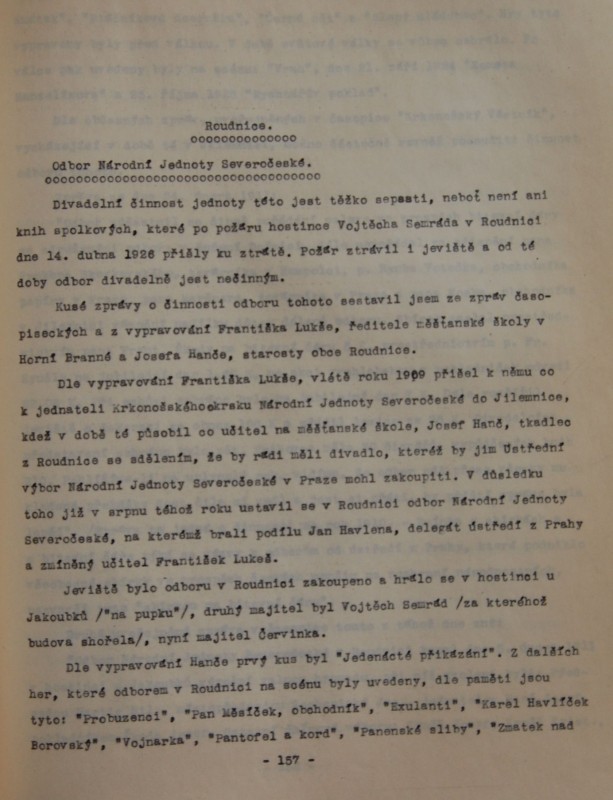 Roudnice.
oooooooooooooo
Odbor Národní Jednoty Severočeské.
oooooooooooooooooooooooooooooooooooo
Divadelní činnost jednoty této jest těžko sepsati, neboť není ani
knih spolkových, které po požáru hostince Vojtěcha Semráda v Roudnici
dne 14. dubna 1926 přišly ku ztrátě. Požár ztrávil i jeviště a od té
doby odbor divadelně jest nečinným.
Kusé zprávy o činnosti odboru tohoto sestavil jsem ze zpráv časo-
piseckých a z vypravování Františka Lukše, ředitele měšťanské školy v
Horní Branné a Josefa Hanče, starosty obce Roudnice.
Dle vypravování Františka Lukše, vlétě roku 1909 přišel k němu co
k jednateli Krkonošskéhookrsku Národní Jednoty Severočeské do Jilemnice,
kdež v době té působil co učitel na měšťanské škole, Josef Hanč, tkadlec
z Roudnice se sdělením, že by rádi měli divadlo, kteréž by jim Ústřední
výbor Národní Jednoty Severočeské v Praze mohl zakoupiti. V důsledku
toho již v srpnu téhož roku ustavil se v Roudnici odbor Národní Jednoty
Severočeské, na kterémž brali podílu Jan Havlena, delegát ústředí z Prahy
a zmíněný učitel František Lukeš.
Jeviště bylo odboru v Roudnici zakoupeno a hrálo se v hostinci u
Jakoubků /"na pupku"/, druhý majitel byl Vojtěch Semrád /za kteréhož
budova shořela/, nyní majitel Červinka.
Dle vypravování Hanče prvý kus byl "Jedenácté přikázání". Z dalších
her, které odborem v Roudnici na scénu byly uvedeny, dle paměti jsou
tyto: "Probuzenci", "Pan Měsíček, obchodník", "Exulanti", "Karel Havlíček
Borovský", "Vojnarka", "Pantofel a kord", "Panenské sliby", "Zmatek nad
- 157 -